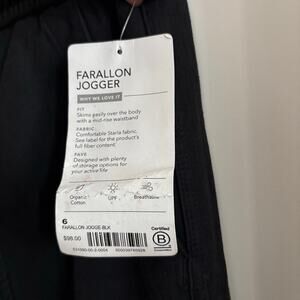 FARALLON
JOGGER
WHY WE LOVE IT
FIT
Skims easily over the body
with a mid-rise waistband
FABRIC
Comfortable Starla fabric.
See label for the product's
full fiber content.
FAVE
Designed with plenty
of storage options for
your active life
Organic
Cotton
UPF
Breathable
6
FARALLON JOGGE-BLK
$98.00
Certified
B
Corporation